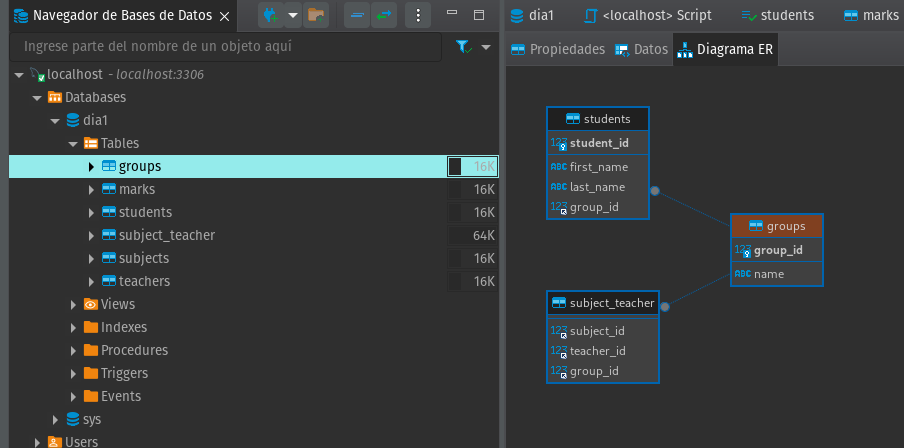 Navegador de Bases de Datos
Ingrese parte del nombre de un objeto aquí
localhost - localhost:3306
Databases
dia1
Tables
groups 16K
marks 16K
students 16K
subject_teacher 64K
subjects 16K
teachers 16K
Views
Indexes
Procedures
Triggers
Events
sys
Users
dia1 <localhost> Script students marks
Propiedades Datos Diagrama ER
students
123 student_id
ABC first_name
ABC last_name
123 group_id
groups
123 group_id
ABC name
subject_teacher
123 subject_id
123 teacher_id
123 group_id